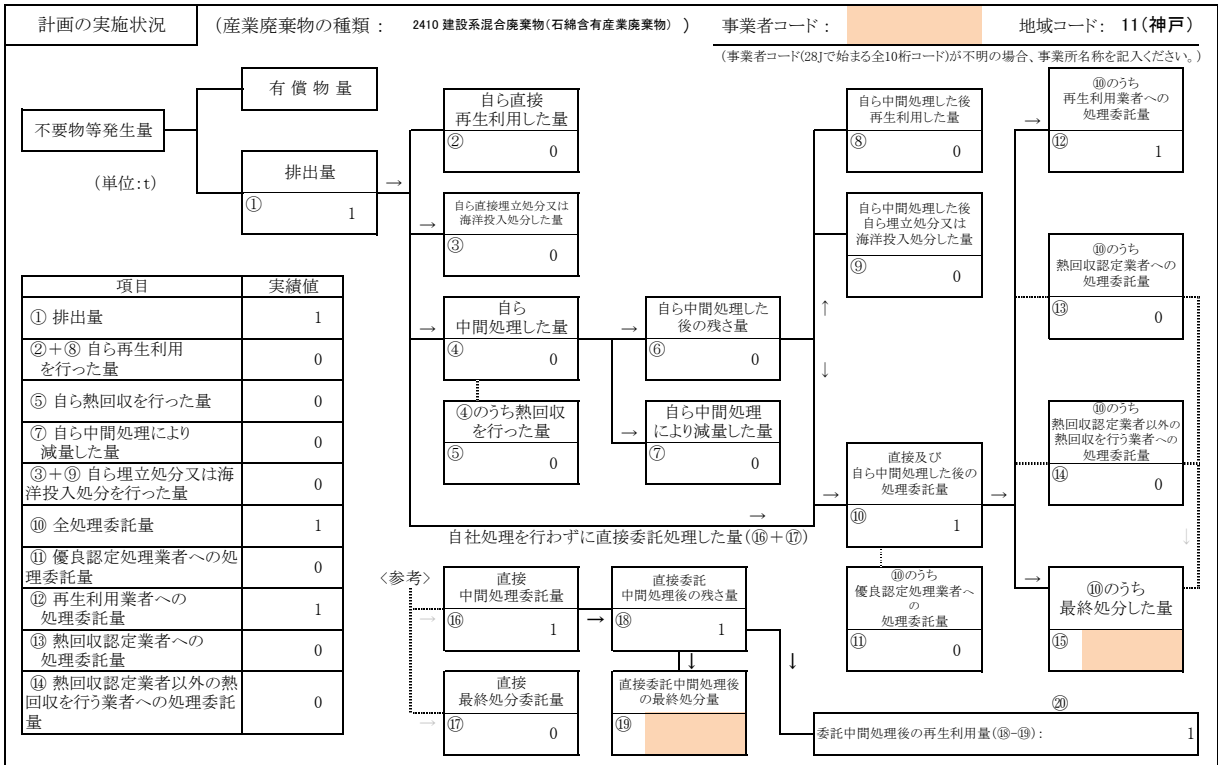 計画の実施状況
(産業廃棄物の種類: 2410 建設系混合廃棄物(石綿含有産業廃棄物) )
事業者コード:
地域コード: 11(神戸)
(事業者コード(28Jで始まる全10桁コード)が不明の場合、事業所名称を記入ください。)
不要物等発生量
(単位:t)
有償物量
排出量
① 1
→
自ら直接
再生利用した量
② 0
→
自ら直接埋立処分又は
海洋投入処分した量
③ 0
→
自ら
中間処理した量
④ 0
④のうち熱回収
を行った量
⑤ 0
→
自ら中間処理した
後の残さ量
⑥ 0
→
自ら中間処理
により減量した量
⑦ 0
自ら中間処理した後
再生利用した量
⑧ 0
自ら中間処理した後
自ら埋立処分又は
海洋投入処分した量
⑨ 0
↑
↓
→
直接及び
自ら中間処理した後の
処理委託量
⑩ 1
→
⑩のうち
優良認定処理業者へ
の
処理委託量
⑪ 0
→
⑩のうち
再生利用業者への
処理委託量
⑫ 1
⑩のうち
熱回収認定業者への
処理委託量
⑬ 0
⑩のうち
熱回収認定業者以外の
熱回収を行う業者への
処理委託量
⑭ 0
↓
→
⑩のうち
最終処分した量
⑮
→
自社処理を行わずに直接委託処理した量(⑯+⑰)
<参考>
→
直接
中間処理委託量
⑯ 1
→
直接委託
中間処理後の残さ量
⑱ 1
↓
↓
→
直接
最終処分委託量
⑰ 0
直接委託中間処理後
の最終処分量
⑲
⑳
委託中間処理後の再生利用量(⑱-⑲): 1
項目 実績値
① 排出量 1
②+⑧ 自ら再生利用
を行った量 0
⑤ 自ら熱回収を行った量 0
⑦ 自ら中間処理により
減量した量 0
③+⑨ 自ら埋立処分又は海
洋投入処分を行った量 0
⑩ 全処理委託量 1
⑪ 優良認定処理業者への処
理委託量 0
⑫ 再生利用業者への
処理委託量 1
⑬ 熱回収認定業者への
処理委託量 0
⑭ 熱回収認定業者以外の熱
回収を行う業者への処理委託
量 0